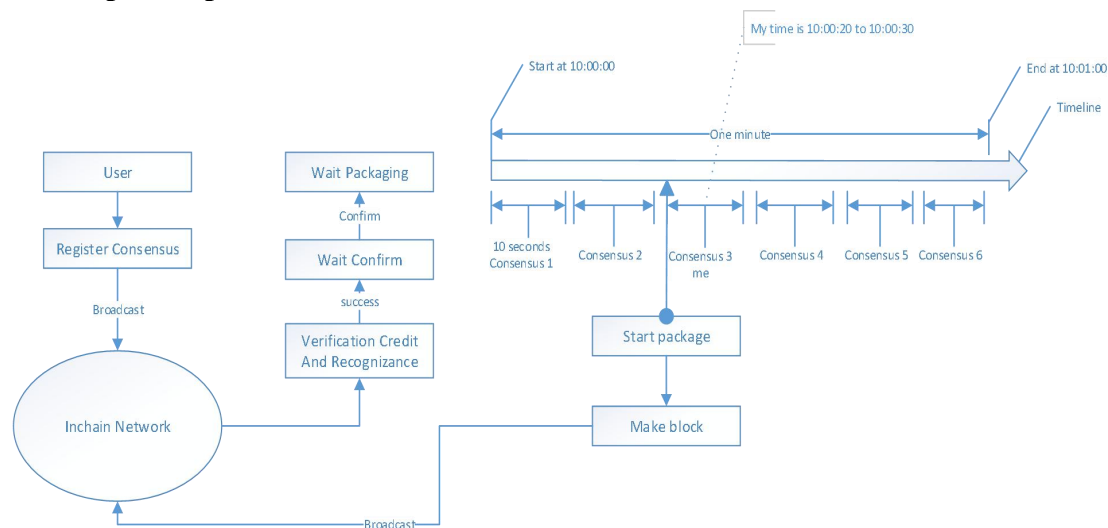 My time is 10:00:20 to 10:00:30
Start at 10:00:00
End at 10:01:00
Timeline
One minute
User
Wait Packaging
Confirm
Register Consensus
Wait Confirm
10 seconds
Consensus 1
Consensus 2
Consensus 3
me
Consensus 4
Consensus 5
Consensus 6
Broadcast
success
Verification Credit
And Recognizance
Start package
Inchain Network
Make block
Broadcast